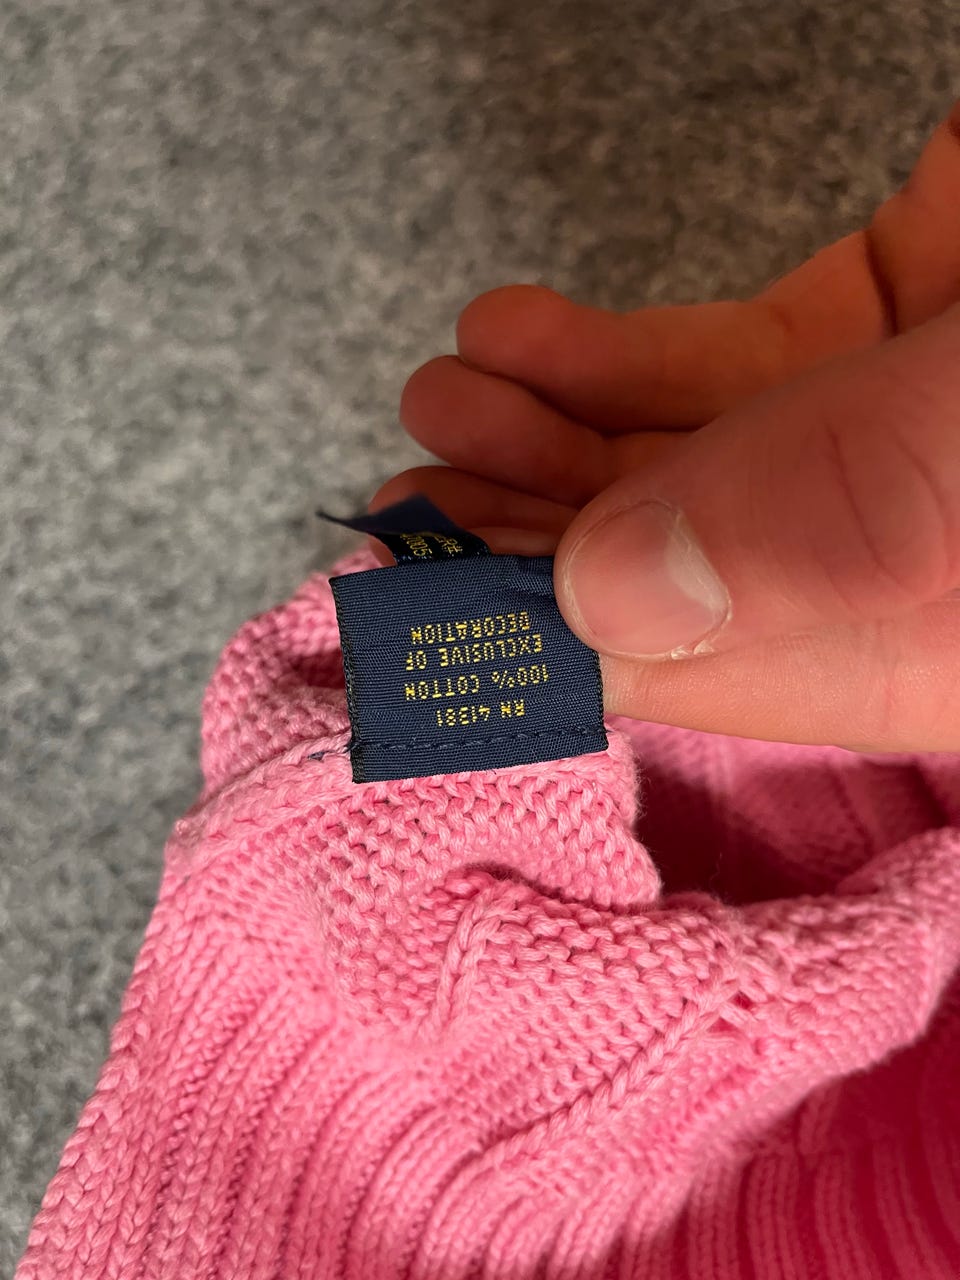 RN 41381
100% COTTON
EXCLUSIVE OF
DECORATION